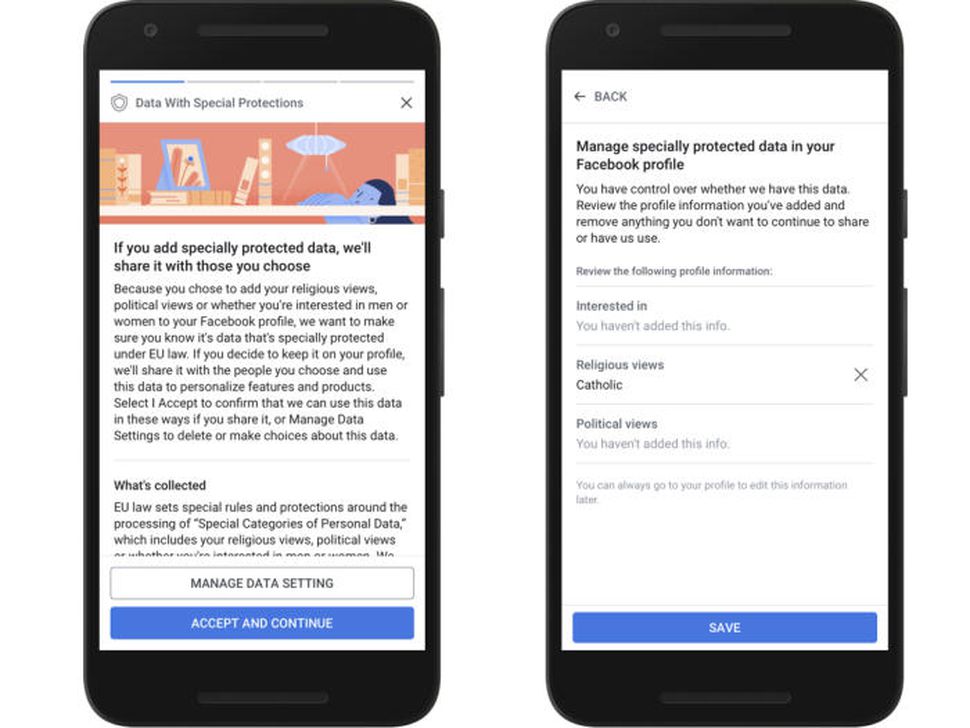 Data With Special Protections
If you add specially protected data, we'll
share it with those you choose
Because you chose to add your religious views,
political views or whether you're interested in men or
women to your Facebook profile, we want to make
sure you know it's data that's specially protected
under EU law. If you decide to keep it on your profile,
we'll share it with the people you choose and use
this data to personalize features and products.
Select I Accept to confirm that we can use this data
in these ways if you share it, or Manage Data
Settings to delete or make choices about this data.
What's collected
EU law sets special rules and protections around the
processing of “Special Categories of Personal Data,”
which includes your religious views, political views
or whether you're interested in men or women. We
MANAGE DATA SETTING
ACCEPT AND CONTINUE
BACK
Manage specially protected data in your
Facebook profile
You have control over whether we have this data.
Review the profile information you've added and
remove anything you don't want to continue to share
or have us use.
Review the following profile information:
Interested in
You haven't added this info.
Religious views
Catholic
Political views
You haven't added this info.
You can always go to your profile to edit this information
later.
SAVE